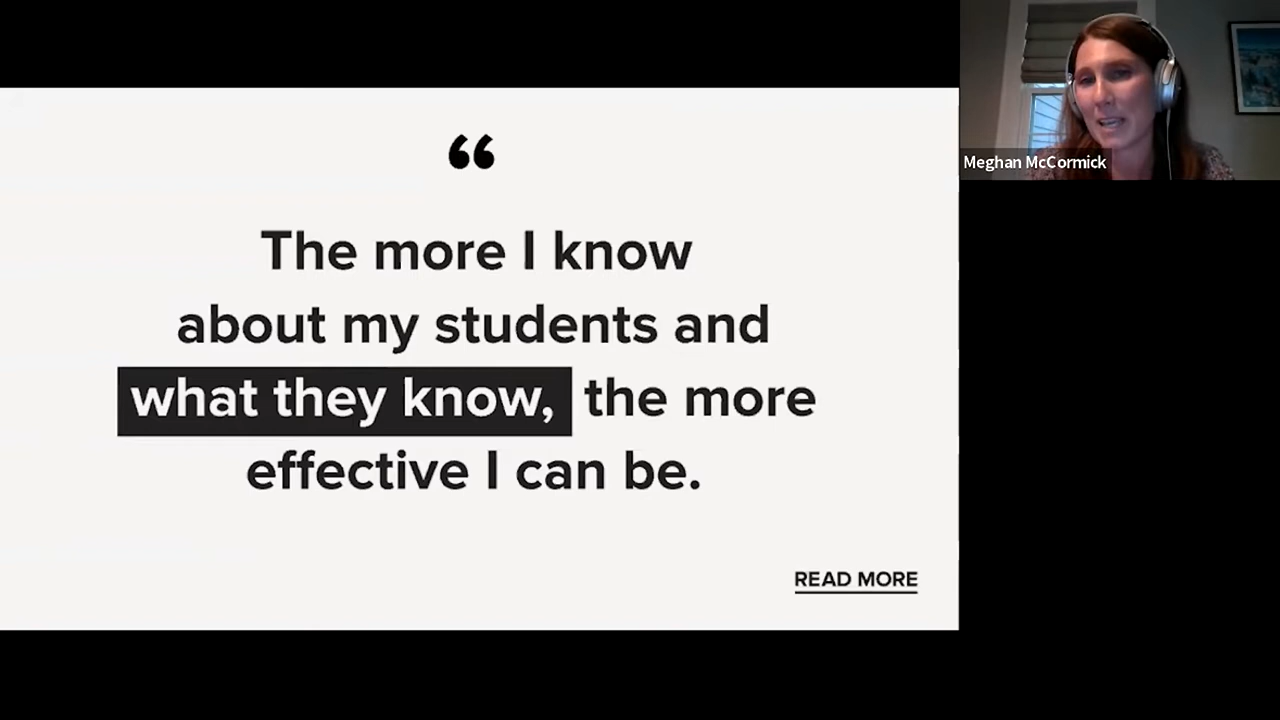 “
The more I know
about my students and
what they know, the more
effective I can be.
READ MORE
Meghan McCormick